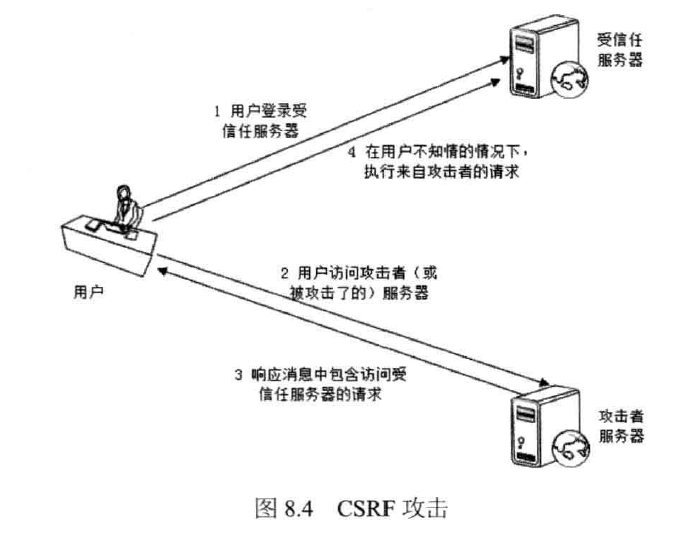 受信任
服务器
1 用户登录受
信任服务器
4 在用户不知情的情况下，
执行来自攻击者的请求
用户
2 用户访问攻击者（或
被攻击了的）服务器
3 响应消息中包含访问受
信任服务器的请求
攻击者
服务器
图 8.4 CSRF 攻击